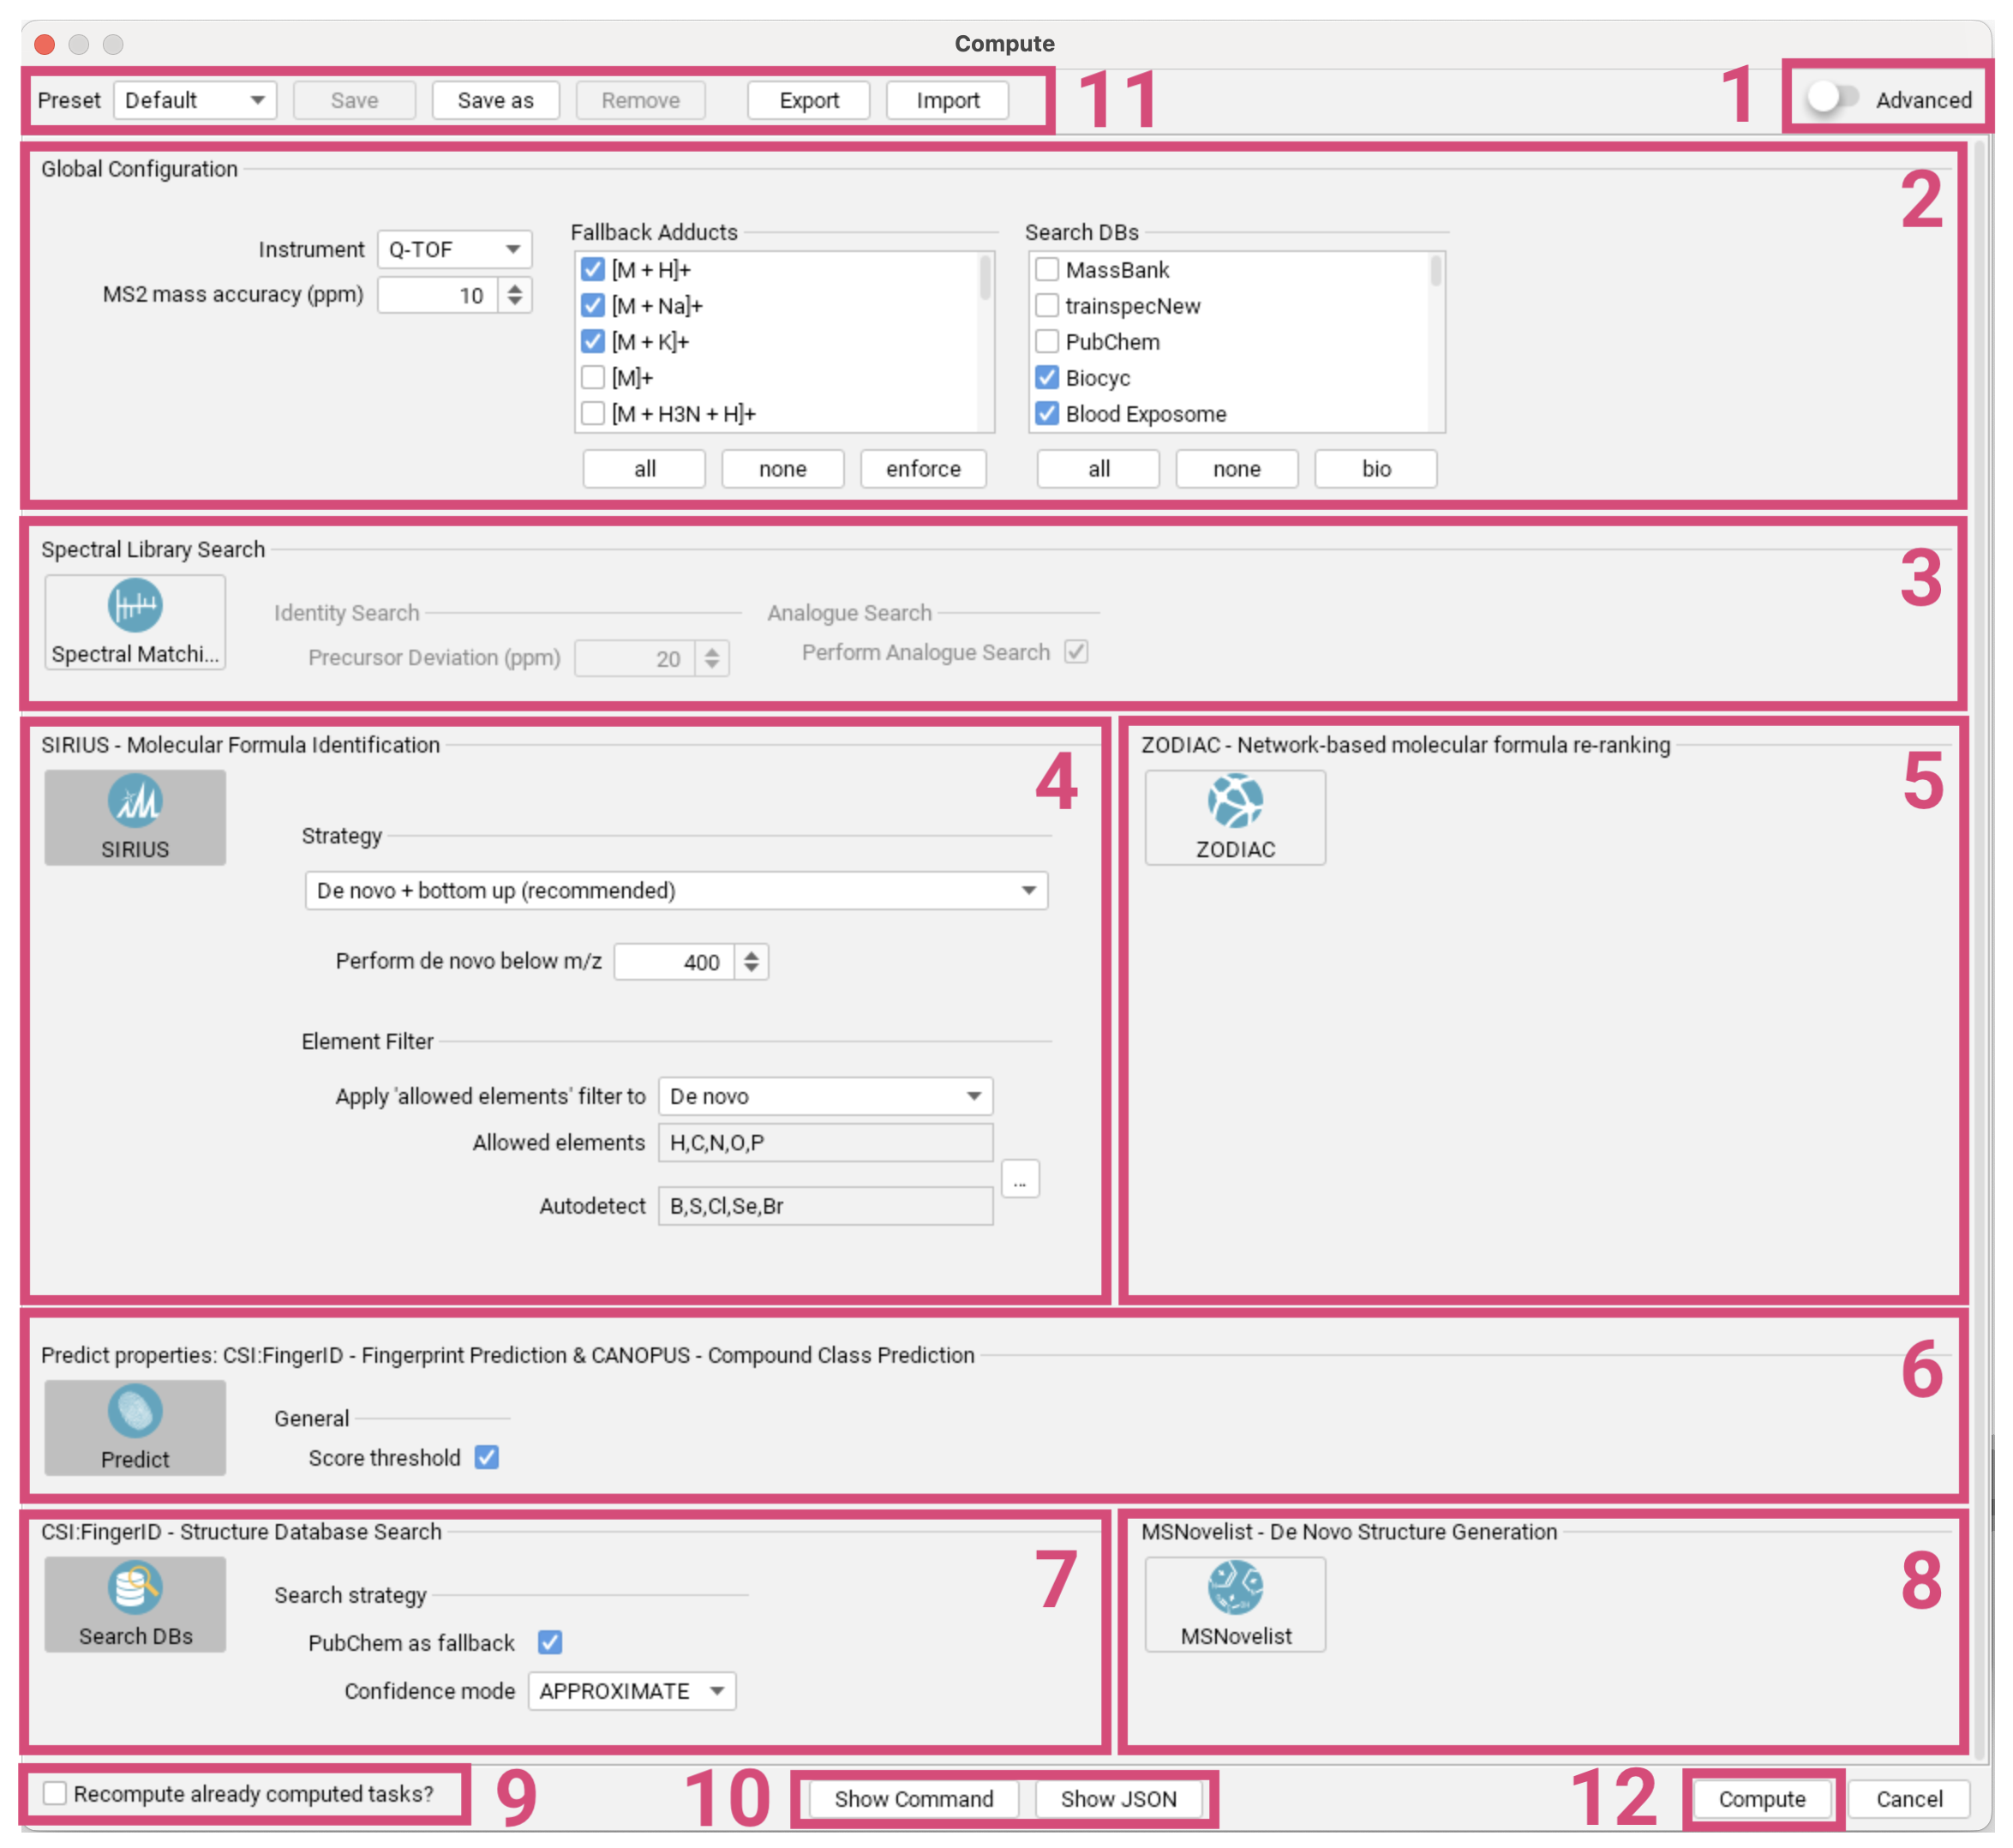 Compute
Preset Default Save Save as Remove Export Import 11 1 Advanced
Global Configuration
2
Fallback Adducts Search DBs
Instrument Q-TOF
MS2 mass accuracy (ppm) 10
[M + H]+
[M + Na]+
[M + K]+
[M]+
[M + H3N + H]+
all none enforce
MassBank
trainspecNew
PubChem
Biocyc
Blood Exposome
all none bio
Spectral Library Search
3
Spectral Matchi...
Identity Search
Precursor Deviation (ppm) 20
Analogue Search
Perform Analogue Search
SIRIUS - Molecular Formula Identification
4
SIRIUS
Strategy
De novo + bottom up (recommended)
Perform de novo below m/z 400
Element Filter
Apply 'allowed elements' filter to De novo
Allowed elements H,C,N,O,P
...
Autodetect B,S,Cl,Se,Br
ZODIAC - Network-based molecular formula re-ranking
5
ZODIAC
Predict properties: CSI:FingerID - Fingerprint Prediction & CANOPUS - Compound Class Prediction
6
Predict
General
Score threshold
CSI:FingerID - Structure Database Search
7
Search DBs
Search strategy
PubChem as fallback
Confidence mode APPROXIMATE
MSNovelist - De Novo Structure Generation
8
MSNovelist
Recompute already computed tasks? 9 10 Show Command Show JSON 12 Compute Cancel